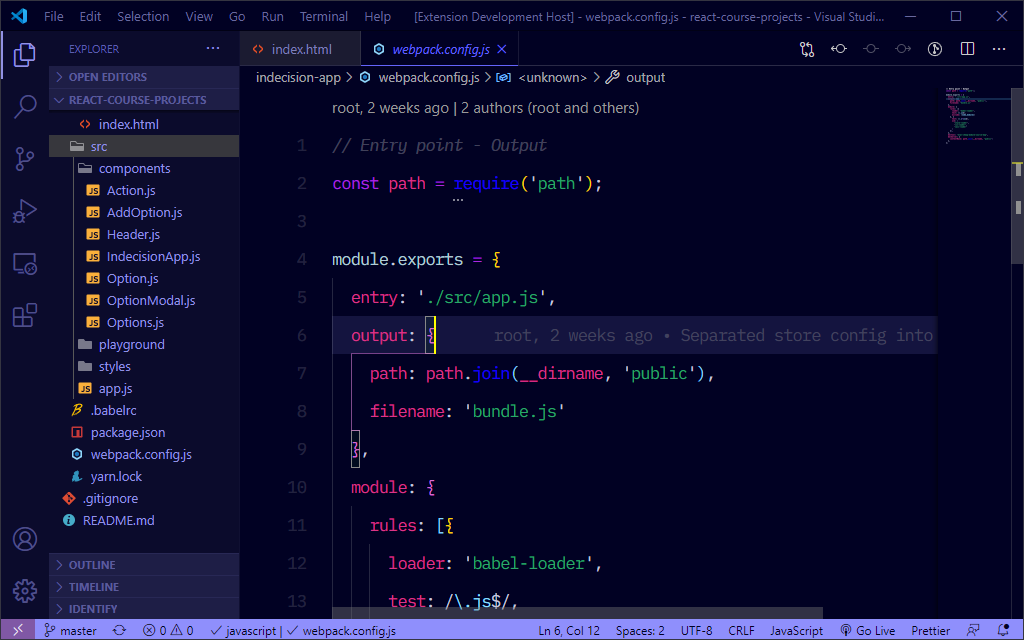 File Edit Selection View Go Run Terminal Help [Extension Development Host] - webpack.config.js - react-course-projects - Visual Studi...
EXPLORER
OPEN EDITORS
REACT-COURSE-PROJECTS
index.html
src
components
JS Action.js
JS AddOption.js
JS Header.js
JS IndecisionApp.js
JS Option.js
JS OptionModal.js
JS Options.js
playground
styles
JS app.js
.babelrc
package.json
webpack.config.js
yarn.lock
.gitignore
README.md
OUTLINE
TIMELINE
IDENTIFY
index.html webpack.config.js
indecision-app > webpack.config.js > <unknown> > output
root, 2 weeks ago | 2 authors (root and others)
1 // Entry point - Output
2 const path = require('path');
3
4 module.exports = {
5 entry: './src/app.js',
6 output: { root, 2 weeks ago • Separated store config into
7 path: path.join(__dirname, 'public'),
8 filename: 'bundle.js'
9 },
10 module: {
11 rules: [{
12 loader: 'babel-loader',
13 test: /\.js$/,
master 0 0 javascript | webpack.config.js Ln 6, Col 12 Spaces: 2 UTF-8 CRLF JavaScript Go Live Prettier